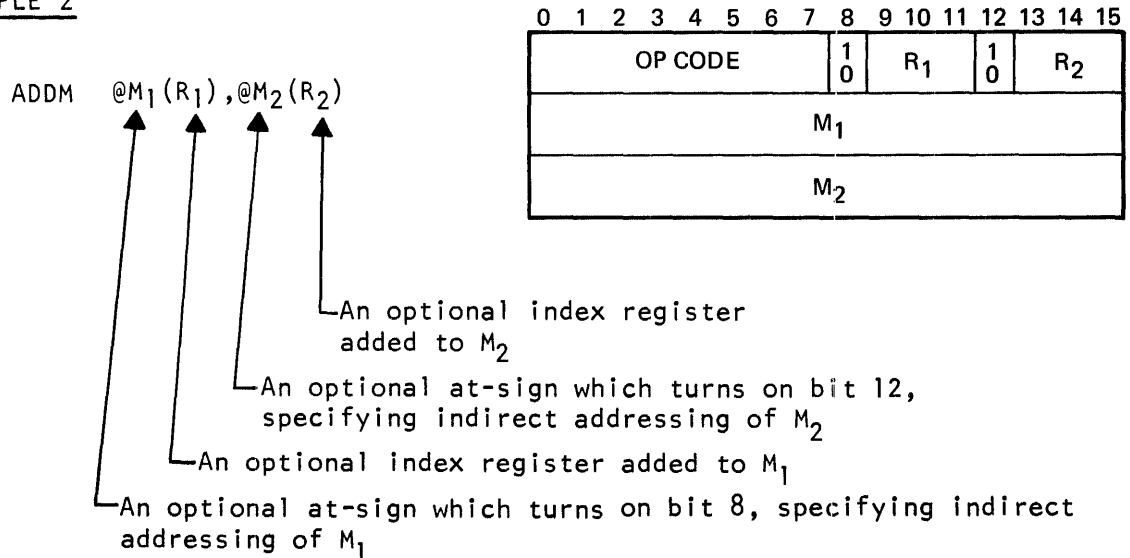 PLE 2
0 1 2 3 4 5 6 7 8 9 10 11 12 13 14 15
OP CODE 1 0 R1 1 0 R2
M1
M2
ADDM @M1(R1),@M2(R2)
An optional index register
added to M2
An optional at-sign which turns on bit 12,
specifying indirect addressing of M2
An optional index register added to M1
An optional at-sign which turns on bit 8, specifying indirect
addressing of M1